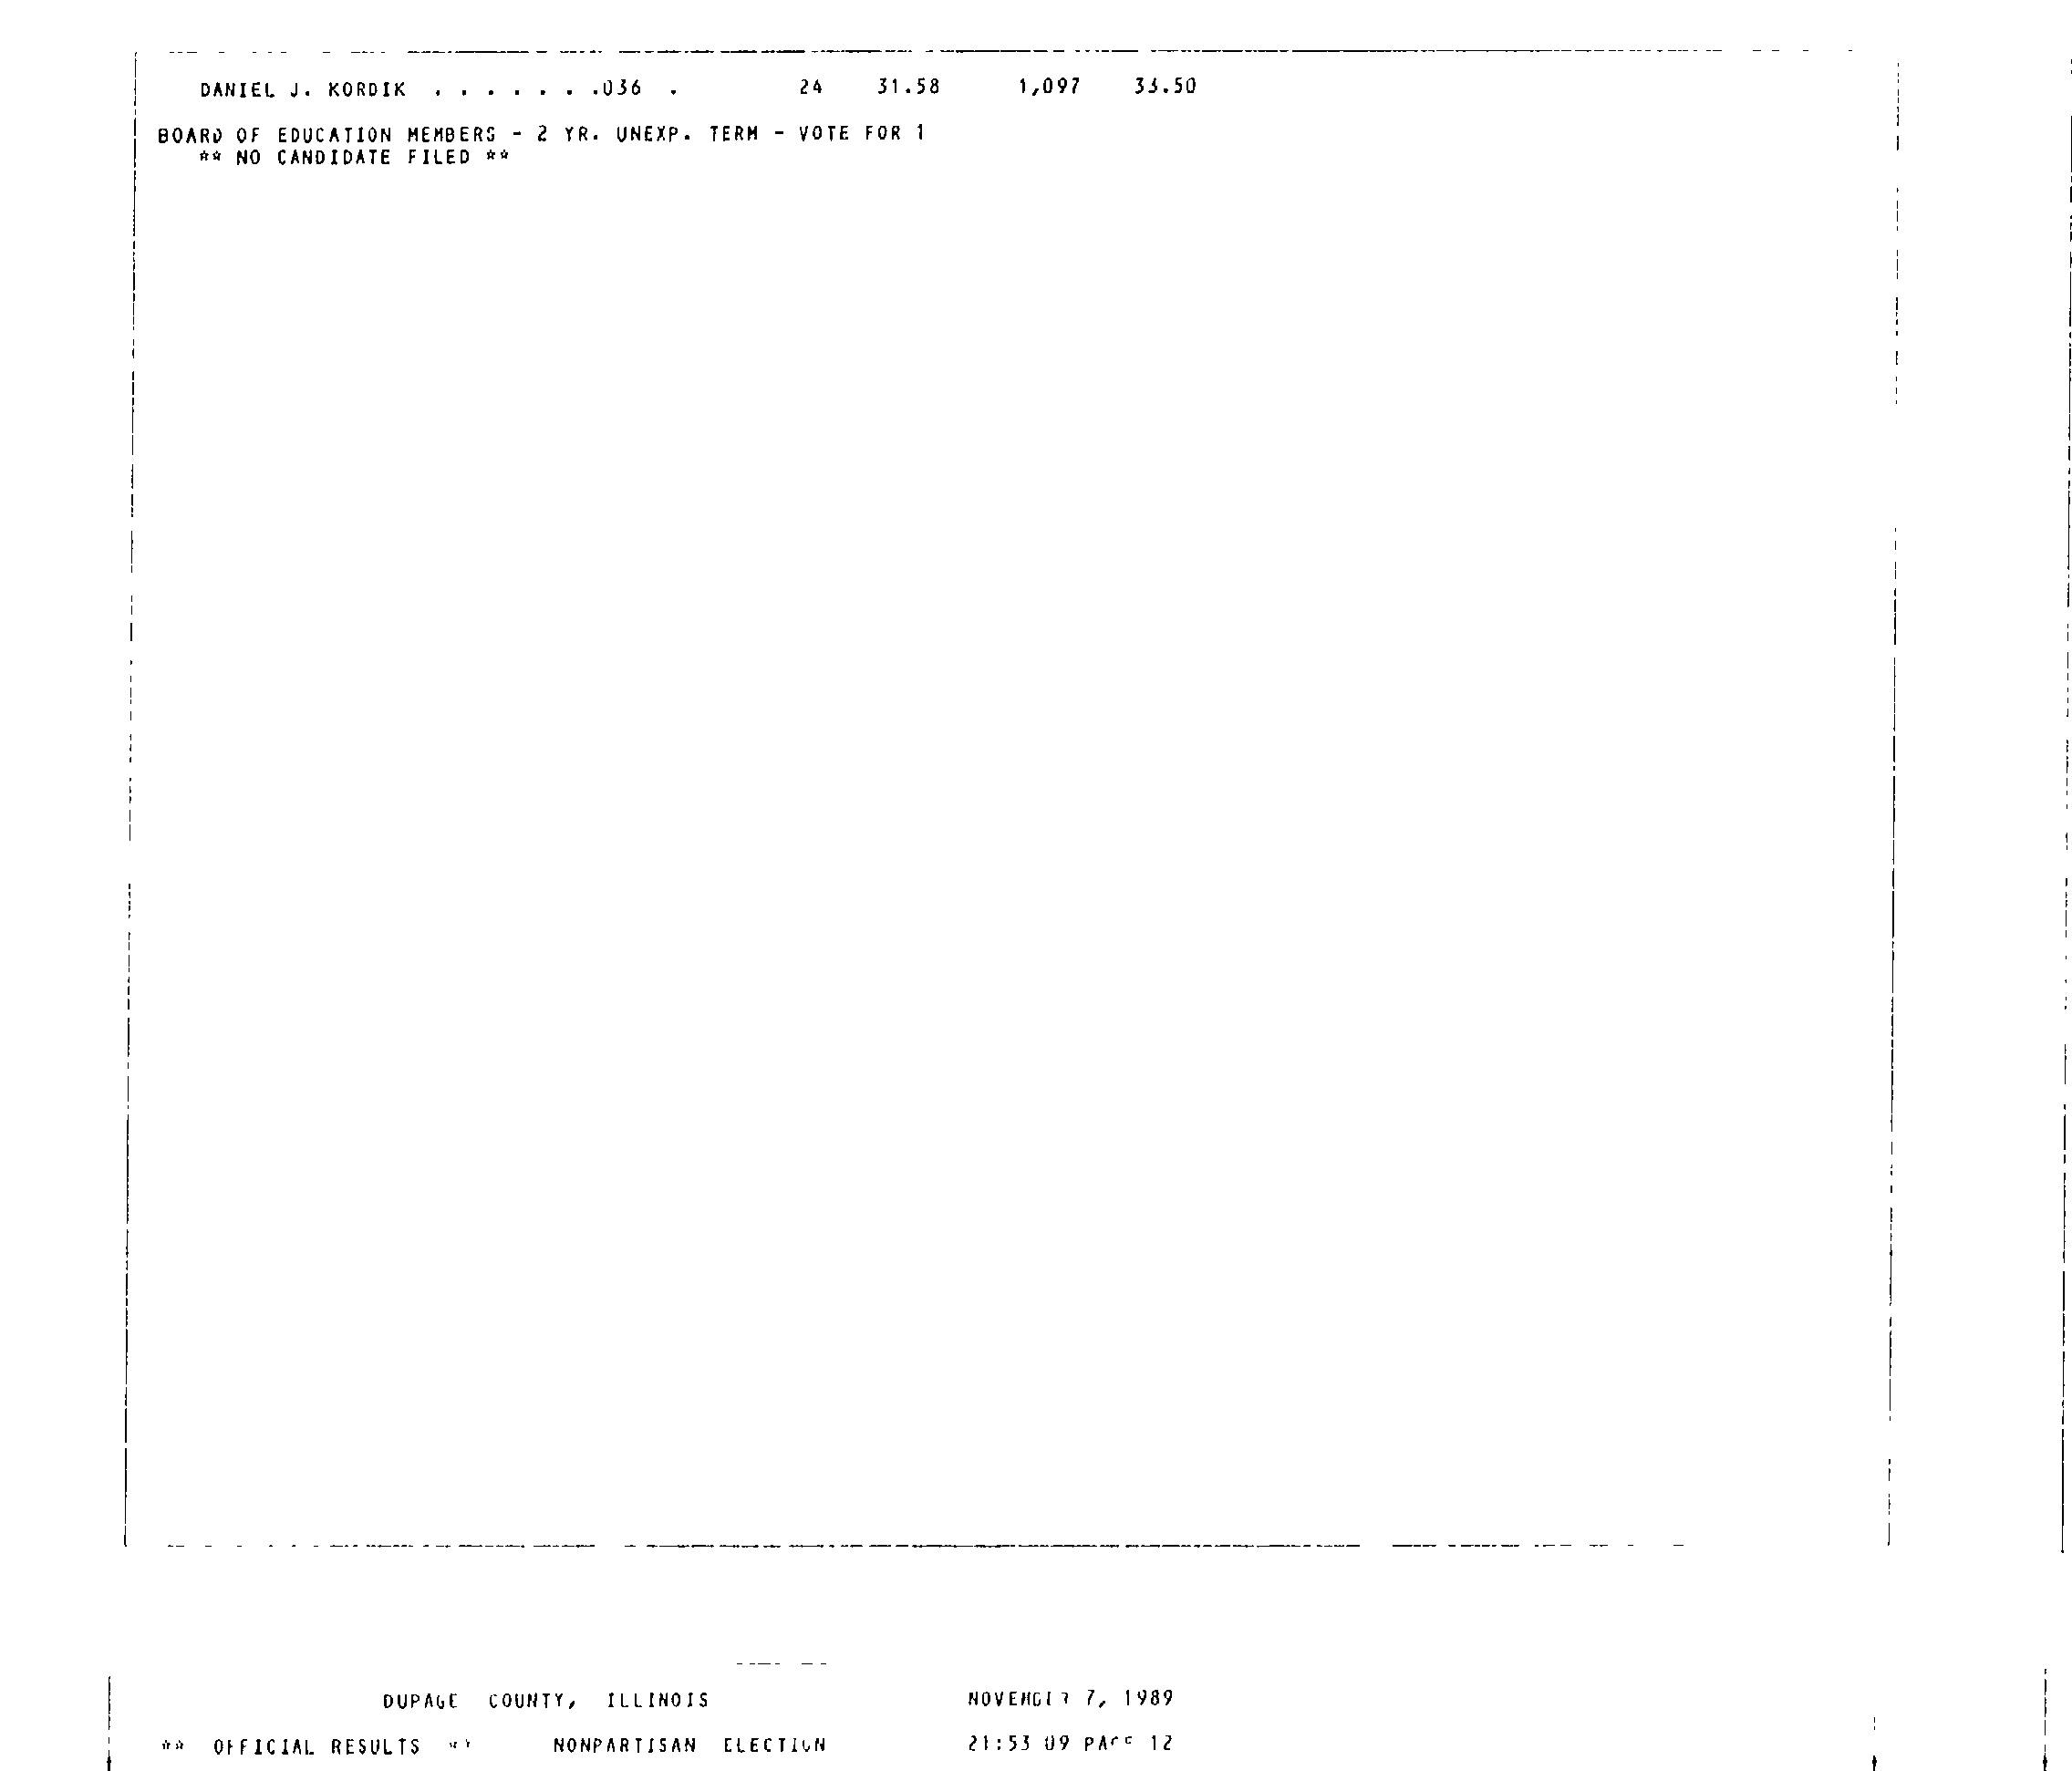 DANIEL J. KORDIK . . . . . . .036 . 24 31.58 1,097 33.50
BOARD OF EDUCATION MEMBERS - 2 YR. UNEXP. TERM - VOTE FOR 1
** NO CANDIDATE FILED **
DUPAGE COUNTY, ILLINOIS NOVEMBER 7, 1989
** OFFICIAL RESULTS ** NONPARTISAN ELECTION 21:53 09 PAGE 12